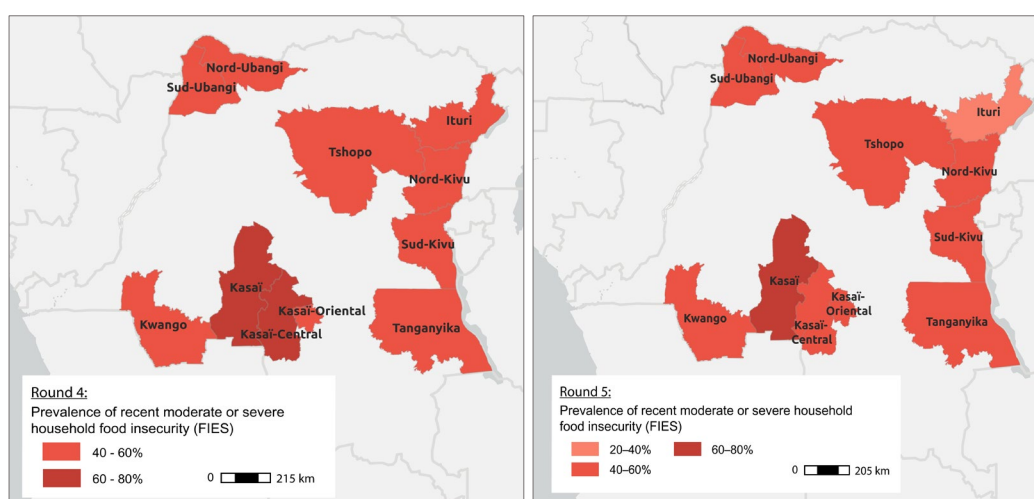 Nord-Ubangi
Sud-Ubangi
Ituri
Tshopo
Nord-Kivu
Sud-Kivu
Kasaï
Kasaï-Oriental
Kwango
Kasaï-Central
Tanganyika
Round 4:
Prevalence of recent moderate or severe
household food insecurity (FIES)
40 - 60%
60 - 80%
0 215 km
Nord-Ubangi
Sud-Ubangi
Ituri
Tshopo
Nord-Kivu
Sud-Kivu
Kasaï
Kasaï-
Oriental
Kwango
Kasaï-
Central
Tanganyika
Round 5:
Prevalence of recent moderate or severe household
food insecurity (FIES)
20–40%
60–80%
40–60%
0 205 km